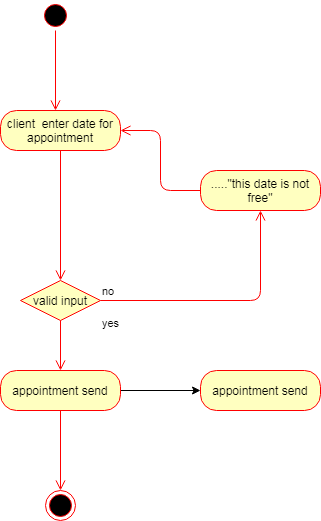 client  enter date for
appointment
....."this date is not
free"
valid input
no
yes
appointment send
appointment send